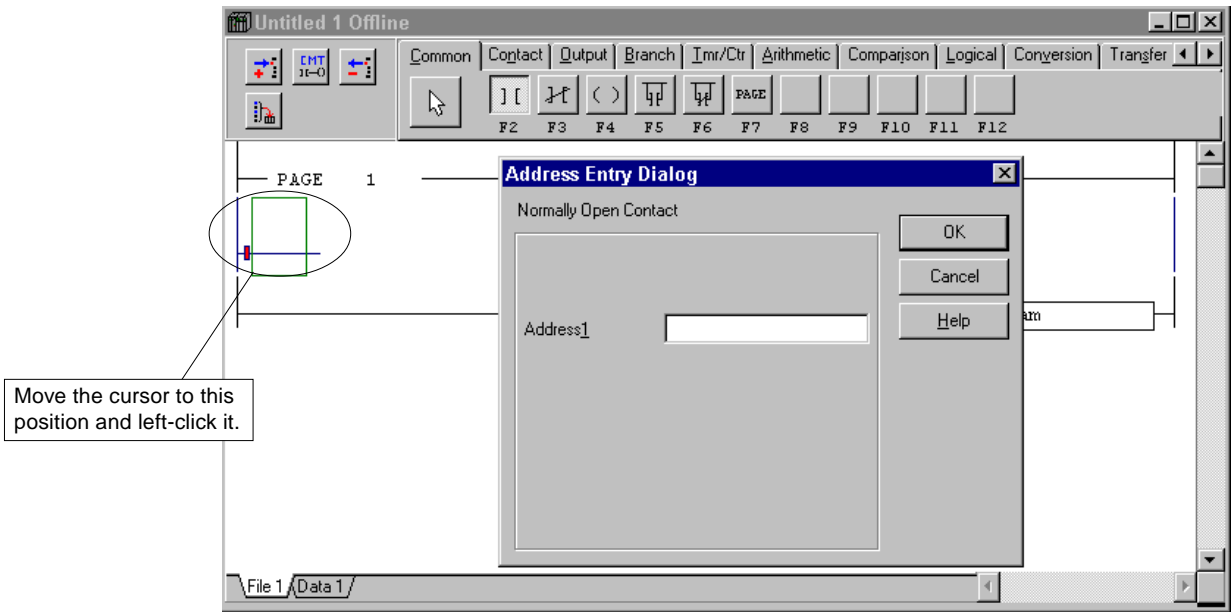 Untitled 1 Offline
CMT
Common Contact Output Branch Tmr/Ctr Arithmetic Comparison Logical Conversion Transfer
PAGE
F2 F3 F4 F5 F6 F7 F8 F9 F10 F11 F12
PAGE 1
Address Entry Dialog
Normally Open Contact
OK
Cancel
Address1
Help
am
Move the cursor to this
position and left-click it.
File 1 Data 1